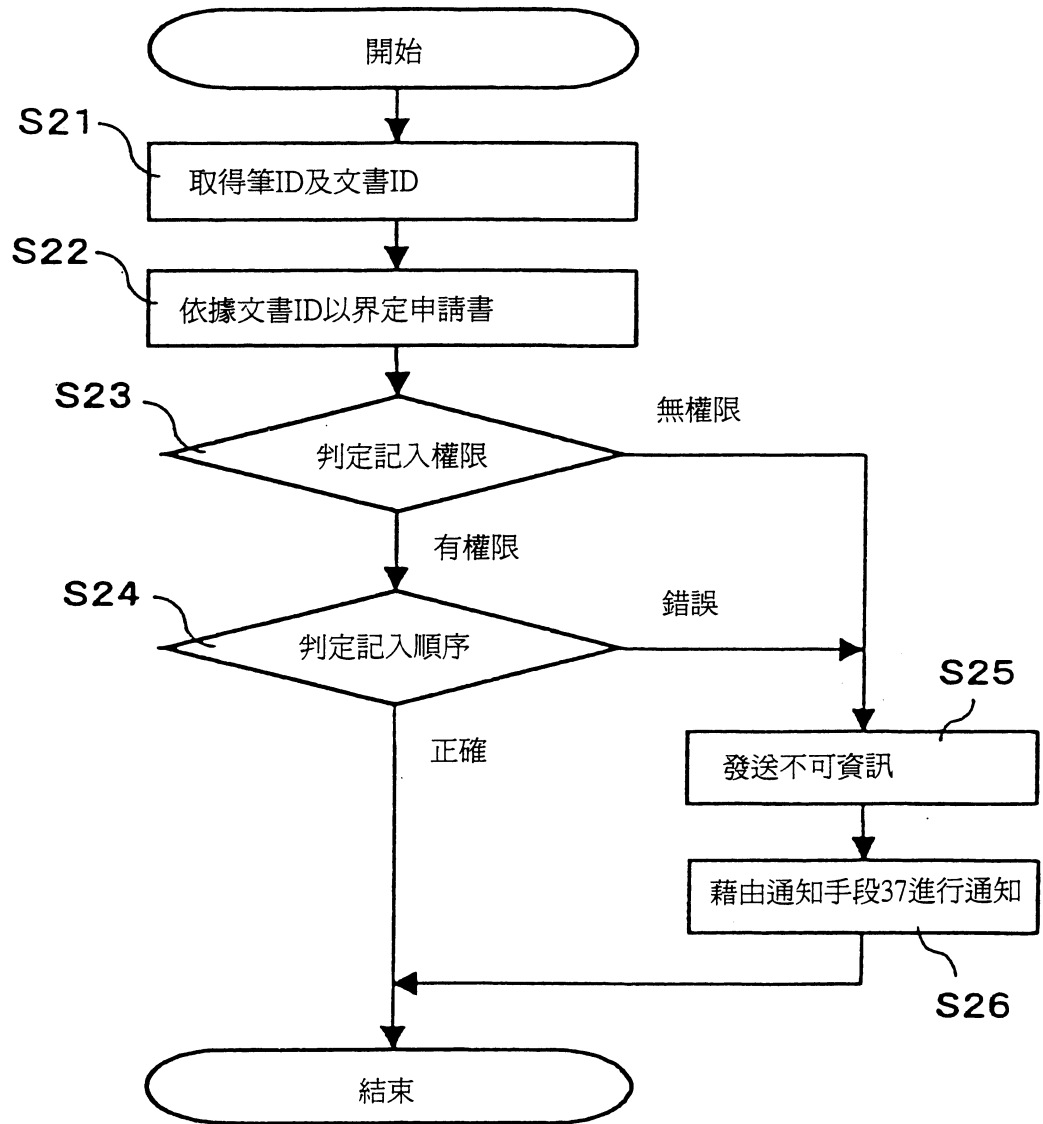 開始
S21
取得筆ID及文書ID
S22
依據文書ID以界定申請書
S23
判定記入權限
無權限
有權限
S24
判定記入順序
錯誤
正確
S25
發送不可資訊
藉由通知手段37進行通知
S26
結束